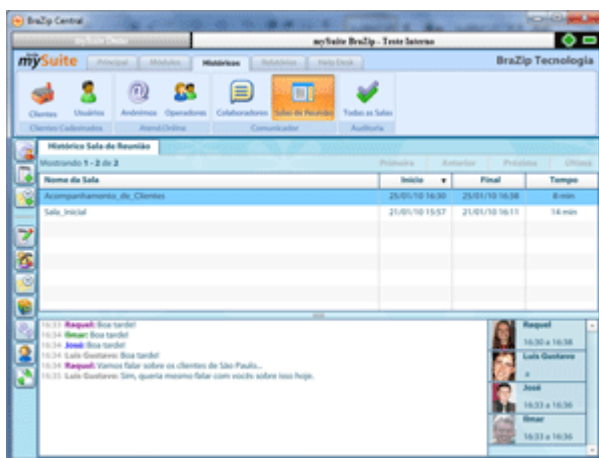 BraZip Central
mySuite BraZip - Teste Interno
mySuite Principal Módulos Históricos Relatórios Help Desk BraZip Tecnologia
Clientes Usuários Anônimos Operadores Colaboradores Salas de Reunião Todas as Salas
Clientes Cadastrados Atend.Online Comunicador Auditoria
Histórico Sala de Reunião
Mostrando 1 - 2 de 2 Primeira Anterior Próxima Última
Nome da Sala Início Final Tempo
Acompanhamento_de_Clientes 25/01/10 16:30 25/01/10 16:38 8 min
Sala_Inicial 21/01/10 15:57 21/01/10 16:11 14 min
16:33 Raquel: Boa tarde!
16:34 Ilmar: Boa tarde!
16:34 José: Boa tarde!
16:34 Luis Gustavo: Boa tarde!
16:34 Raquel: Vamos falar sobre os clientes de São Paulo...
16:35 Luis Gustavo: Sim, queria mesmo falar com vocês sobre isso hoje.
Raquel
16:30 a 16:38
Luis Gustavo
a
José
16:33 a 16:36
Ilmar
16:33 a 16:36